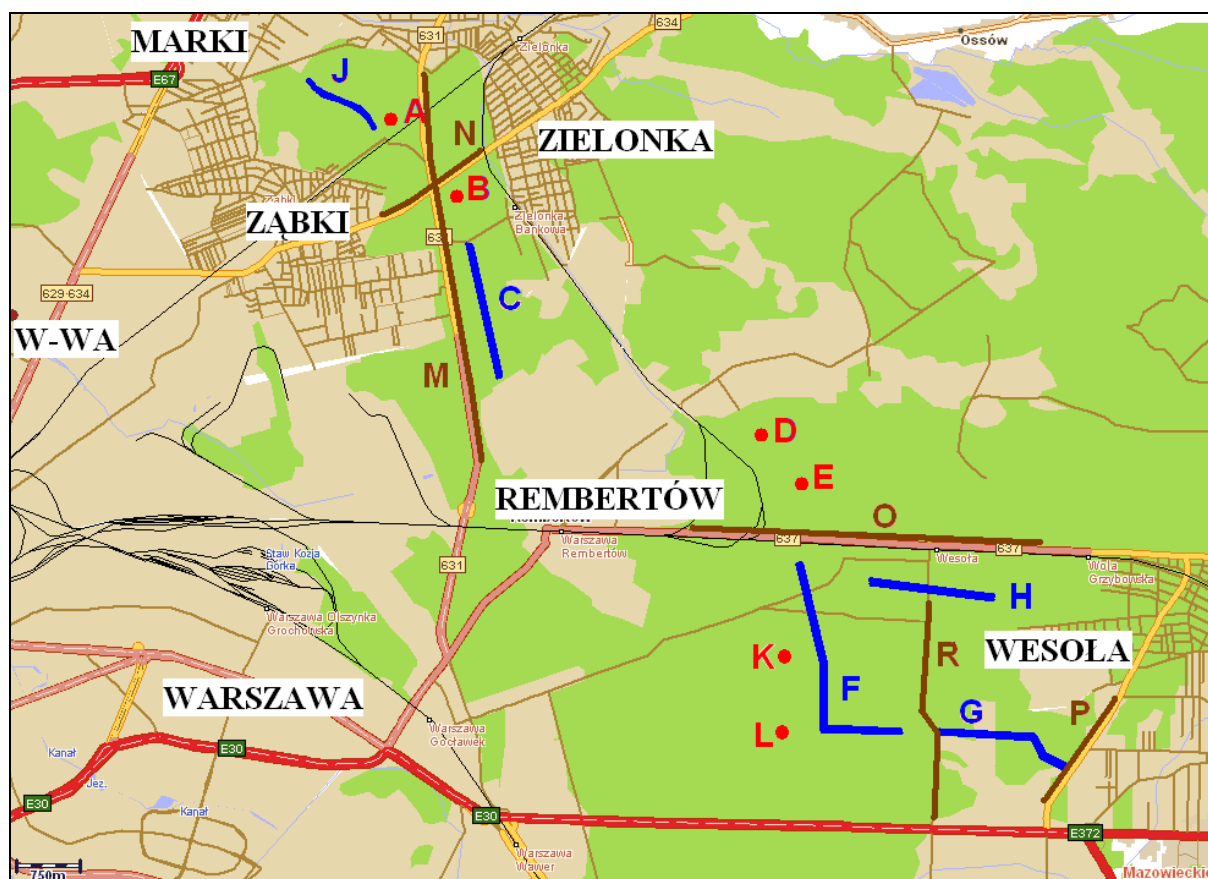 MARKI
631
634
Zielonka
Ossów
E67
J
A
N
ZIELONKA
B
Ząbki
ZĄBKI
Zielonka
Bankowa
631
629-634
C
W-WA
M
D
E
REMBERTÓW
O
Warszawa
Rembertów
637
Wesoła
637
Wola
Grzybowska
Staw Kozia
Górka
631
H
Warszawa Olszynka
Grochowska
K
R
WESOŁA
F
WARSZAWA
G
P
L
Warszawa
Gocławek
Kanał
E30
Jez.
E30
Kanał
E30
E372
Warszawa
Wawer
750m
Mazowiecki